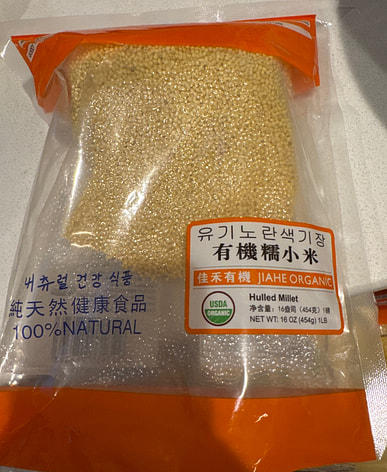 유기노란색기장
有機糯小米
佳禾有機 JIAHE ORGANIC
USDA
ORGANIC
Hulled Millet
净含量: 16盎司 (454克) 1磅
NET WT: 16 OZ (454g) 1LB
내츄럴 건강 식품
純天然健康食品
100%NATURAL